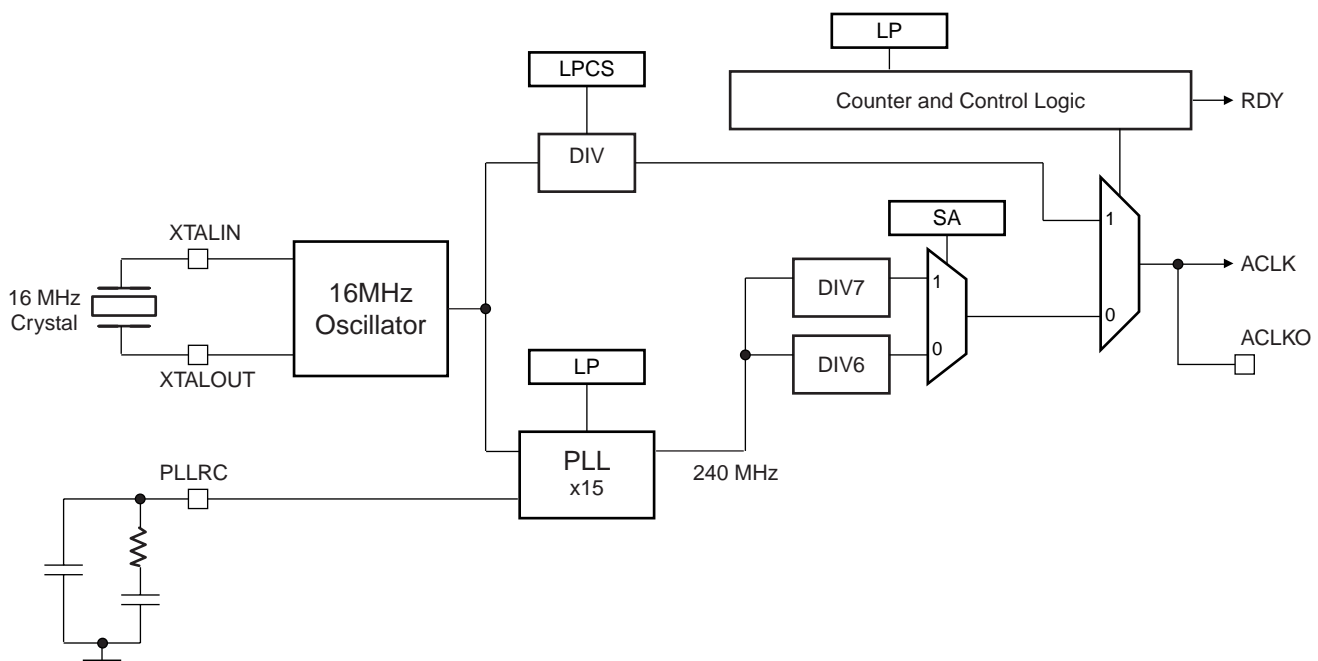 LP
LPCS
Counter and Control Logic
RDY
DIV
SA
XTALIN
1
ACLK
16 MHz
Crystal
16MHz
Oscillator
DIV7
1
0
ACLKO
XTALOUT
LP
DIV6
0
PLL
x15
240 MHz
PLLRC